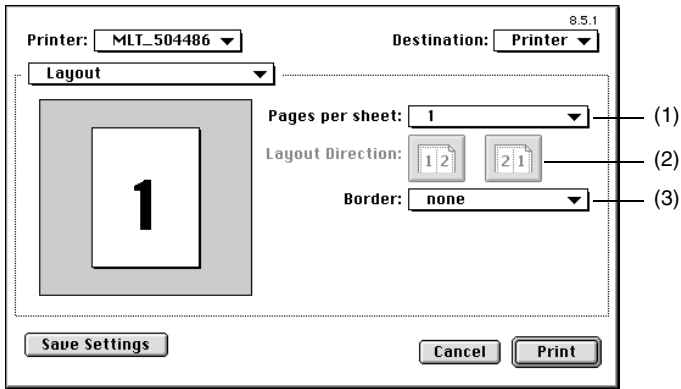 8.5.1
Printer: MLT_504486 Destination: Printer
Layout
Pages per sheet: 1 (1)
Layout Direction: 1 2 2 1 (2)
Border: none (3)
1
Save Settings
Cancel Print